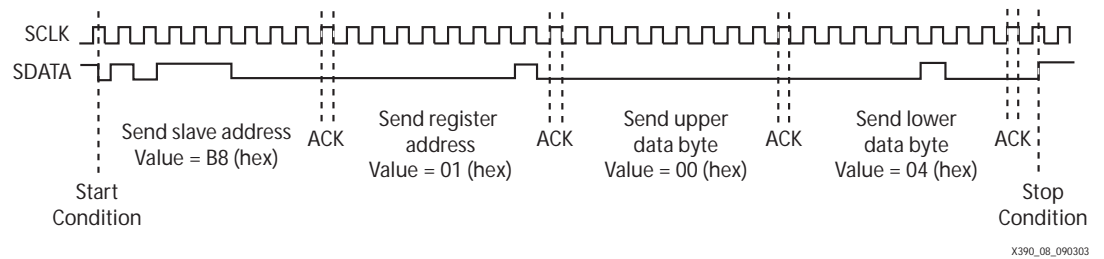 SCLK
SDATA
Send slave address
Value = B8 (hex)
ACK
Send register
address
Value = 01 (hex)
ACK
Send upper
data byte
Value = 00 (hex)
ACK
Send lower
data byte
Value = 04 (hex)
ACK
Start
Condition
Stop
Condition
X390_08_090303